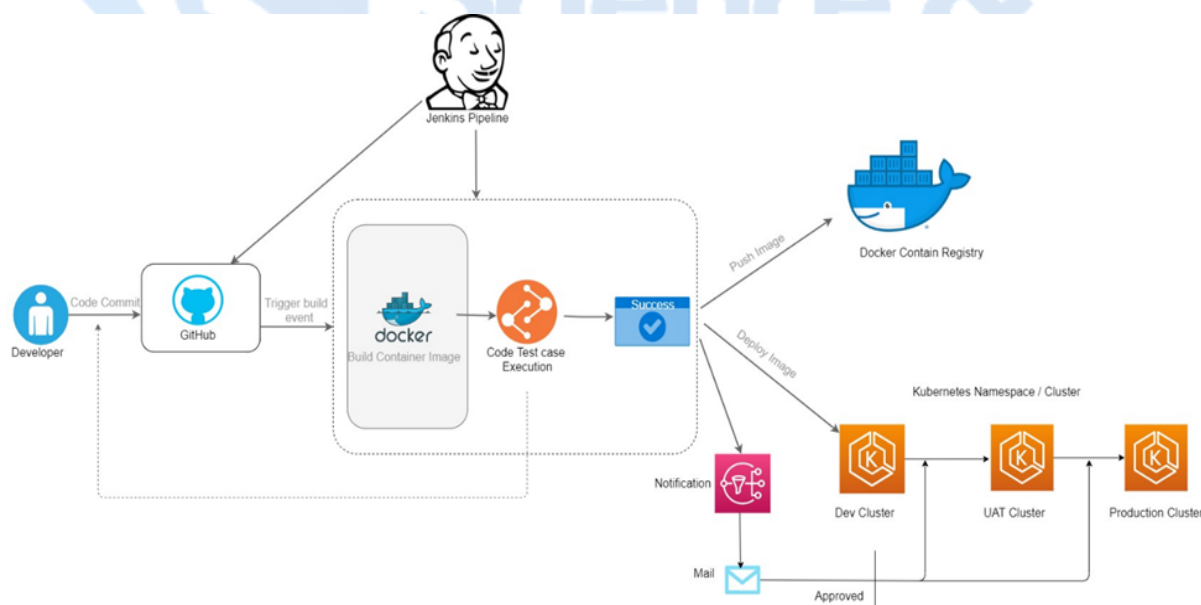 Science &
Jenkins Pipeline
Docker Contain Registry
Push Image
Code Commit
GitHub
Trigger build
event
Developer
docker
Build Container Image
Code Test case
Execution
Success
Deploy Image
Kubernetes Namespace / Cluster
K
K
K
Notification
Dev Cluster
UAT Cluster
Production Cluster
Mail
Approved